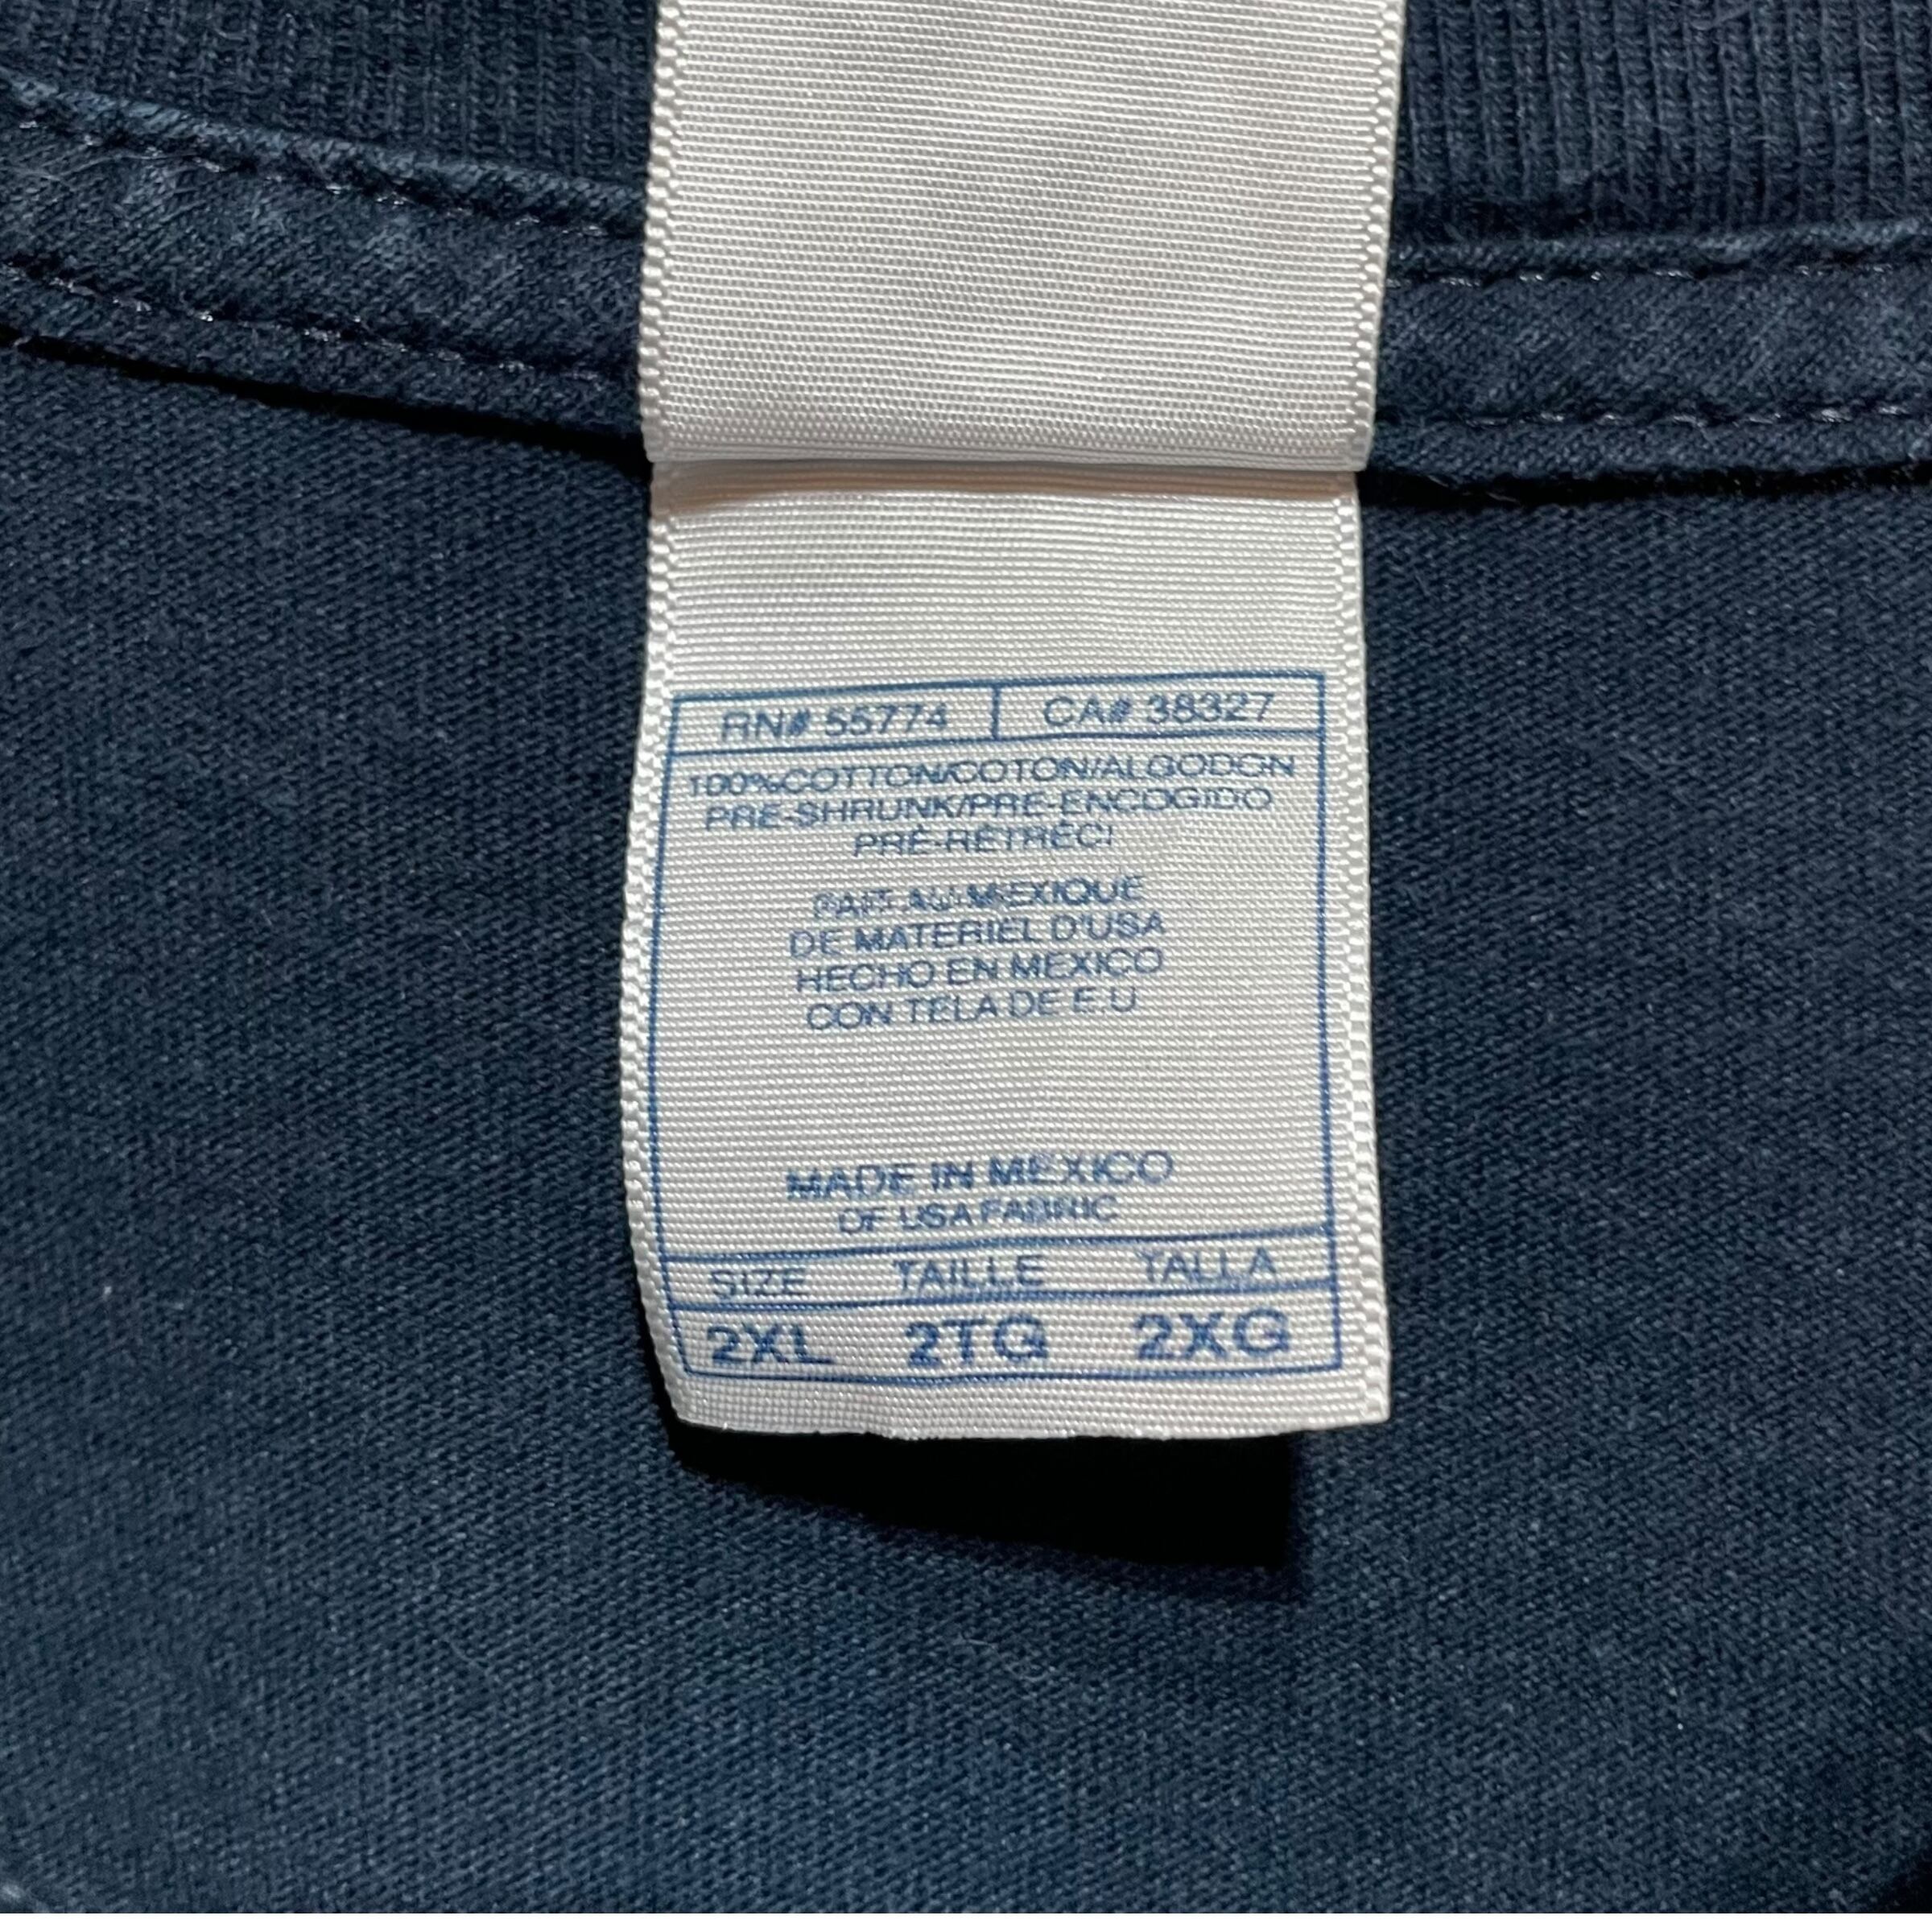 RN# 55774 CA# 38327
100%COTTON/COTON/ALGODON
PRE-SHRUNK/PRE-ENCOGIDO
PRÉ-RÉTRÉCI
FAIT AU MEXIQUE
DE MATERIEL D'USA
HECHO EN MEXICO
CON TELA DE E.U
MADE IN MEXICO
OF USA FABRIC
SIZE TAILLE TALLA
2XL 2TG 2XG